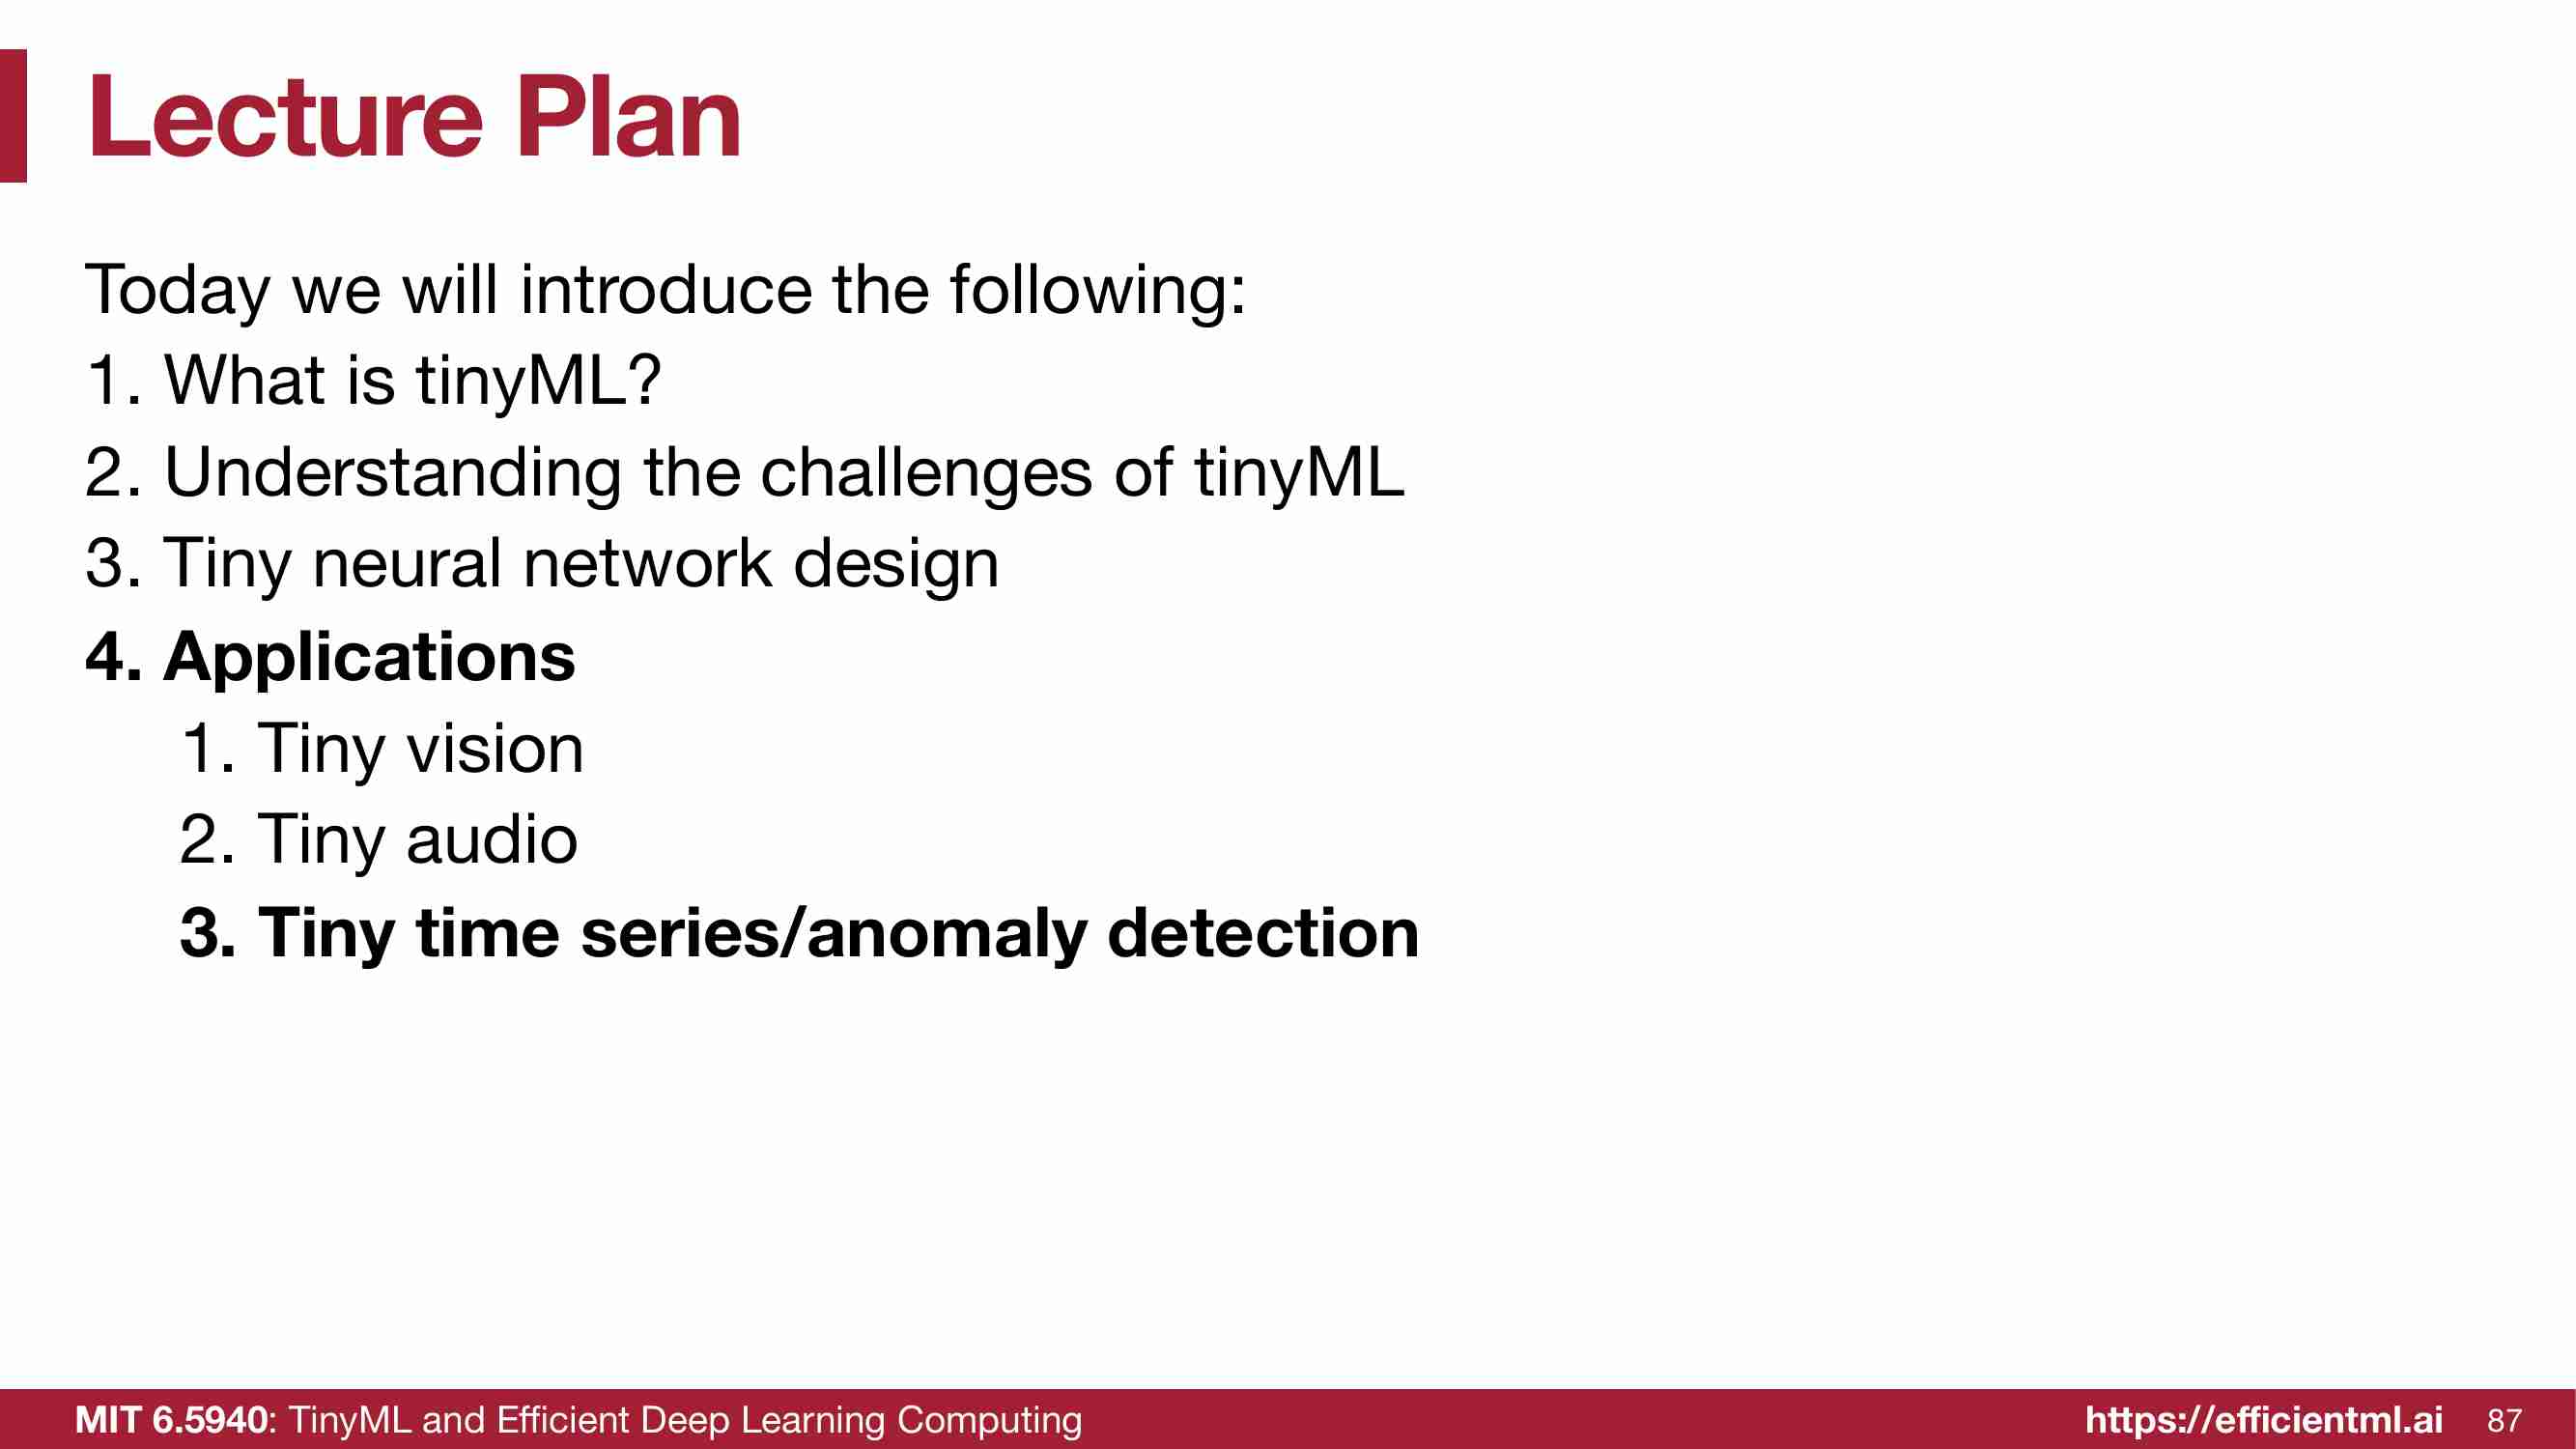 Lecture Plan
Today we will introduce the following:
1. What is tinyML?
2. Understanding the challenges of tinyML
3. Tiny neural network design
4. Applications
1. Tiny vision
2. Tiny audio
3. Tiny time series/anomaly detection
MIT 6.5940: TinyML and Efficient Deep Learning Computing
https://efficientml.ai 87